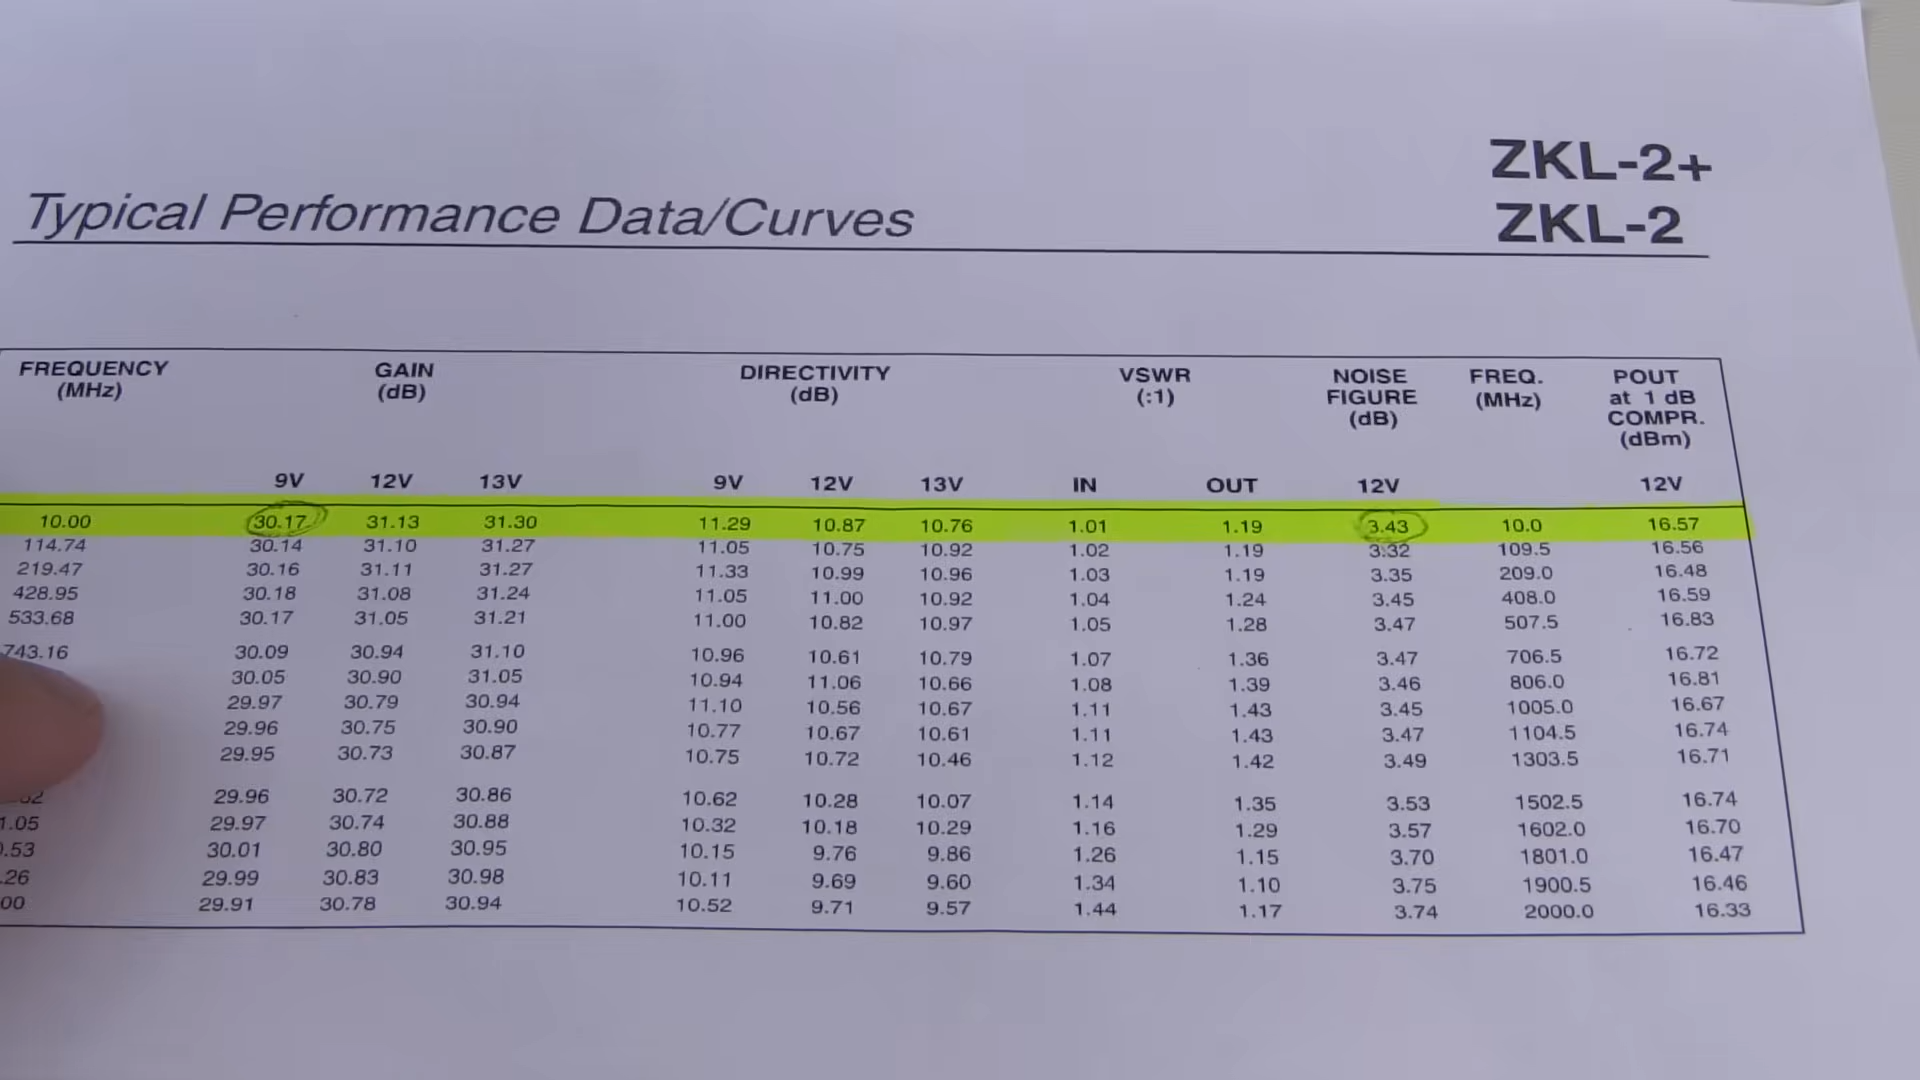 ZKL-2+
Typical Performance Data/Curves
ZKL-2
FREQUENCY (MHz) GAIN (dB) DIRECTIVITY (dB) VSWR (:1) NOISE FIGURE (dB) FREQ. (MHz) POUT at 1 dB COMPR. (dBm)
9V 12V 13V 9V 12V 13V IN OUT 12V 12V
10.00 30.17 31.13 31.30 11.29 10.87 10.76 1.01 1.19 3.43 10.0 16.57
114.74 30.14 31.10 31.27 11.05 10.75 10.92 1.02 1.19 3.32 109.5 16.56
219.47 30.16 31.11 31.27 11.33 10.99 10.96 1.03 1.19 3.35 209.0 16.48
428.95 30.18 31.08 31.24 11.05 11.00 10.92 1.04 1.24 3.45 408.0 16.59
533.68 30.17 31.05 31.21 11.00 10.82 10.97 1.05 1.28 3.47 507.5 16.83
743.16 30.09 30.94 31.10 10.96 10.61 10.79 1.07 1.36 3.47 706.5 16.72
30.05 30.90 31.05 10.94 11.06 10.66 1.08 1.39 3.46 806.0 16.81
29.97 30.79 30.94 11.10 10.56 10.67 1.11 1.43 3.45 1005.0 16.67
29.96 30.75 30.90 10.77 10.67 10.61 1.11 1.43 3.47 1104.5 16.74
29.95 30.73 30.87 10.75 10.72 10.46 1.12 1.42 3.49 1303.5 16.71
29.96 30.72 30.86 10.62 10.28 10.07 1.14 1.35 3.53 1502.5 16.74
1.05 29.97 30.74 30.88 10.32 10.18 10.29 1.16 1.29 3.57 1602.0 16.70
.53 30.01 30.80 30.95 10.15 9.76 9.86 1.26 1.15 3.70 1801.0 16.47
.26 29.99 30.83 30.98 10.11 9.69 9.60 1.34 1.10 3.75 1900.5 16.46
00 29.91 30.78 30.94 10.52 9.71 9.57 1.44 1.17 3.74 2000.0 16.33